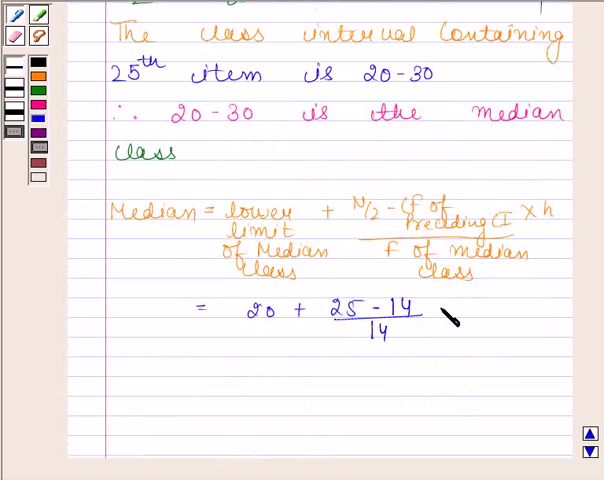 The class interval Containing
25th item is 20-30
∴ 20-30 is the median
class
Median = lower limit of Median Class + N/2 - Cf of Preceding CI / f of median class × h
= 20 + 25 - 14 / 14